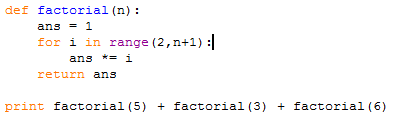 def factorial(n):
    ans = 1
    for i in range(2,n+1):
        ans *= i
    return ans

print factorial(5) + factorial(3) + factorial(6)